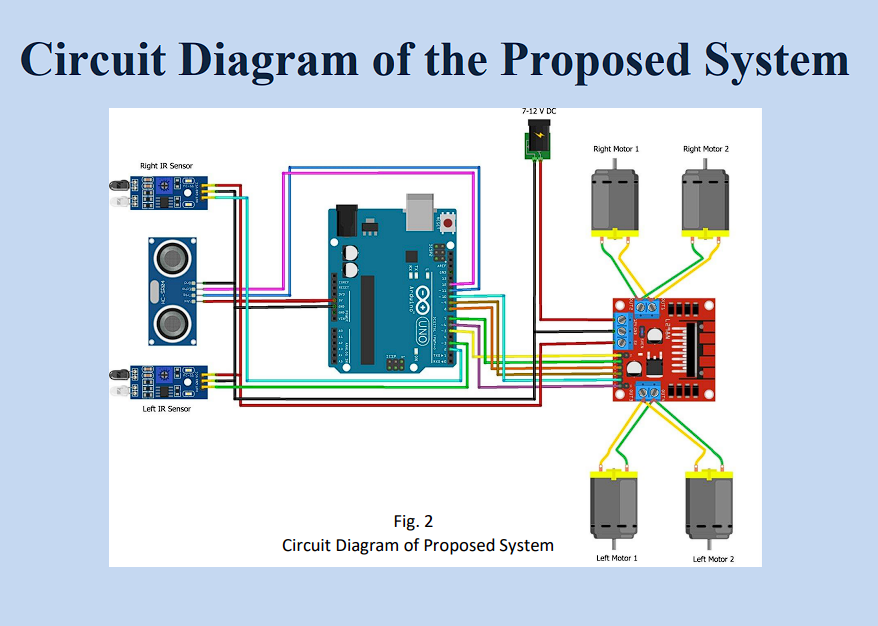 Circuit Diagram of the Proposed System
7-12 V DC
Right Motor 1
Right Motor 2
Right IR Sensor
HC-SR04
Arduino
UNO
RESET
L298N
Left IR Sensor
Left Motor 1
Left Motor 2
Fig. 2
Circuit Diagram of Proposed System